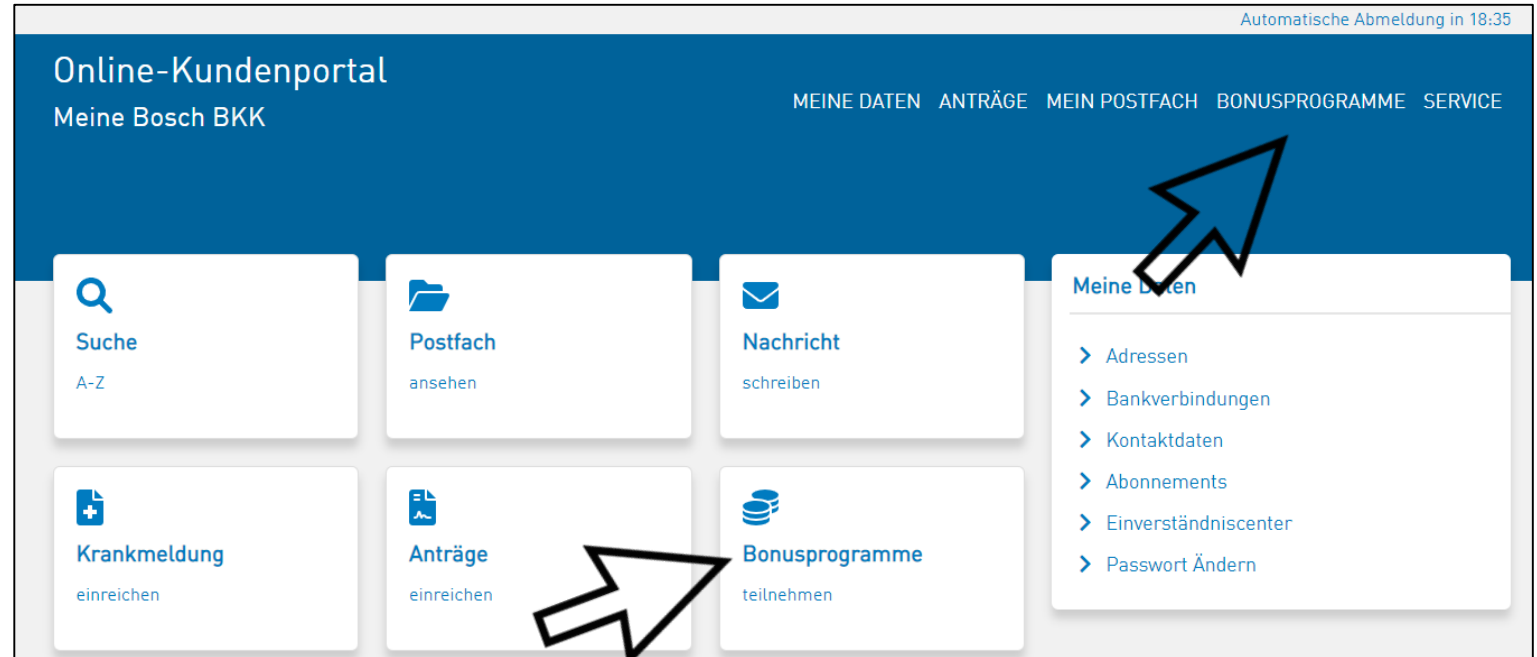 Automatische Abmeldung in 18:35
Online-Kundenportal
Meine Bosch BKK
MEINE DATEN ANTRÄGE MEIN POSTFACH BONUSPROGRAMME SERVICE
Suche
A-Z
Postfach
ansehen
Nachricht
schreiben
Krankmeldung
einreichen
Anträge
einreichen
Bonusprogramme
teilnehmen
Meine Daten
Adressen
Bankverbindungen
Kontaktdaten
Abonnements
Einverständniscenter
Passwort Ändern